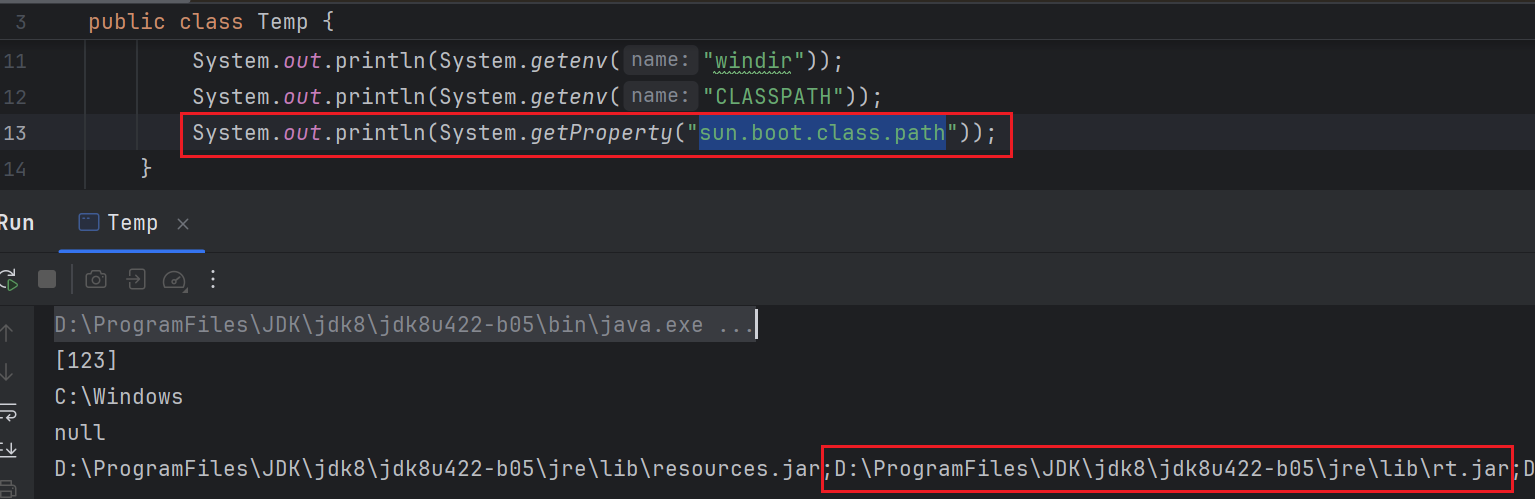 3 public class Temp {
11 System.out.println(System.getenv( name: "windir"));
12 System.out.println(System.getenv( name: "CLASSPATH"));
13 System.out.println(System.getProperty("sun.boot.class.path"));
14 }
Run Temp ×
D:\ProgramFiles\JDK\jdk8\jdk8u422-b05\bin\java.exe ...
[123]
C:\Windows
null
D:\ProgramFiles\JDK\jdk8\jdk8u422-b05\jre\lib\resources.jar;D:\ProgramFiles\JDK\jdk8\jdk8u422-b05\jre\lib\rt.jar;D